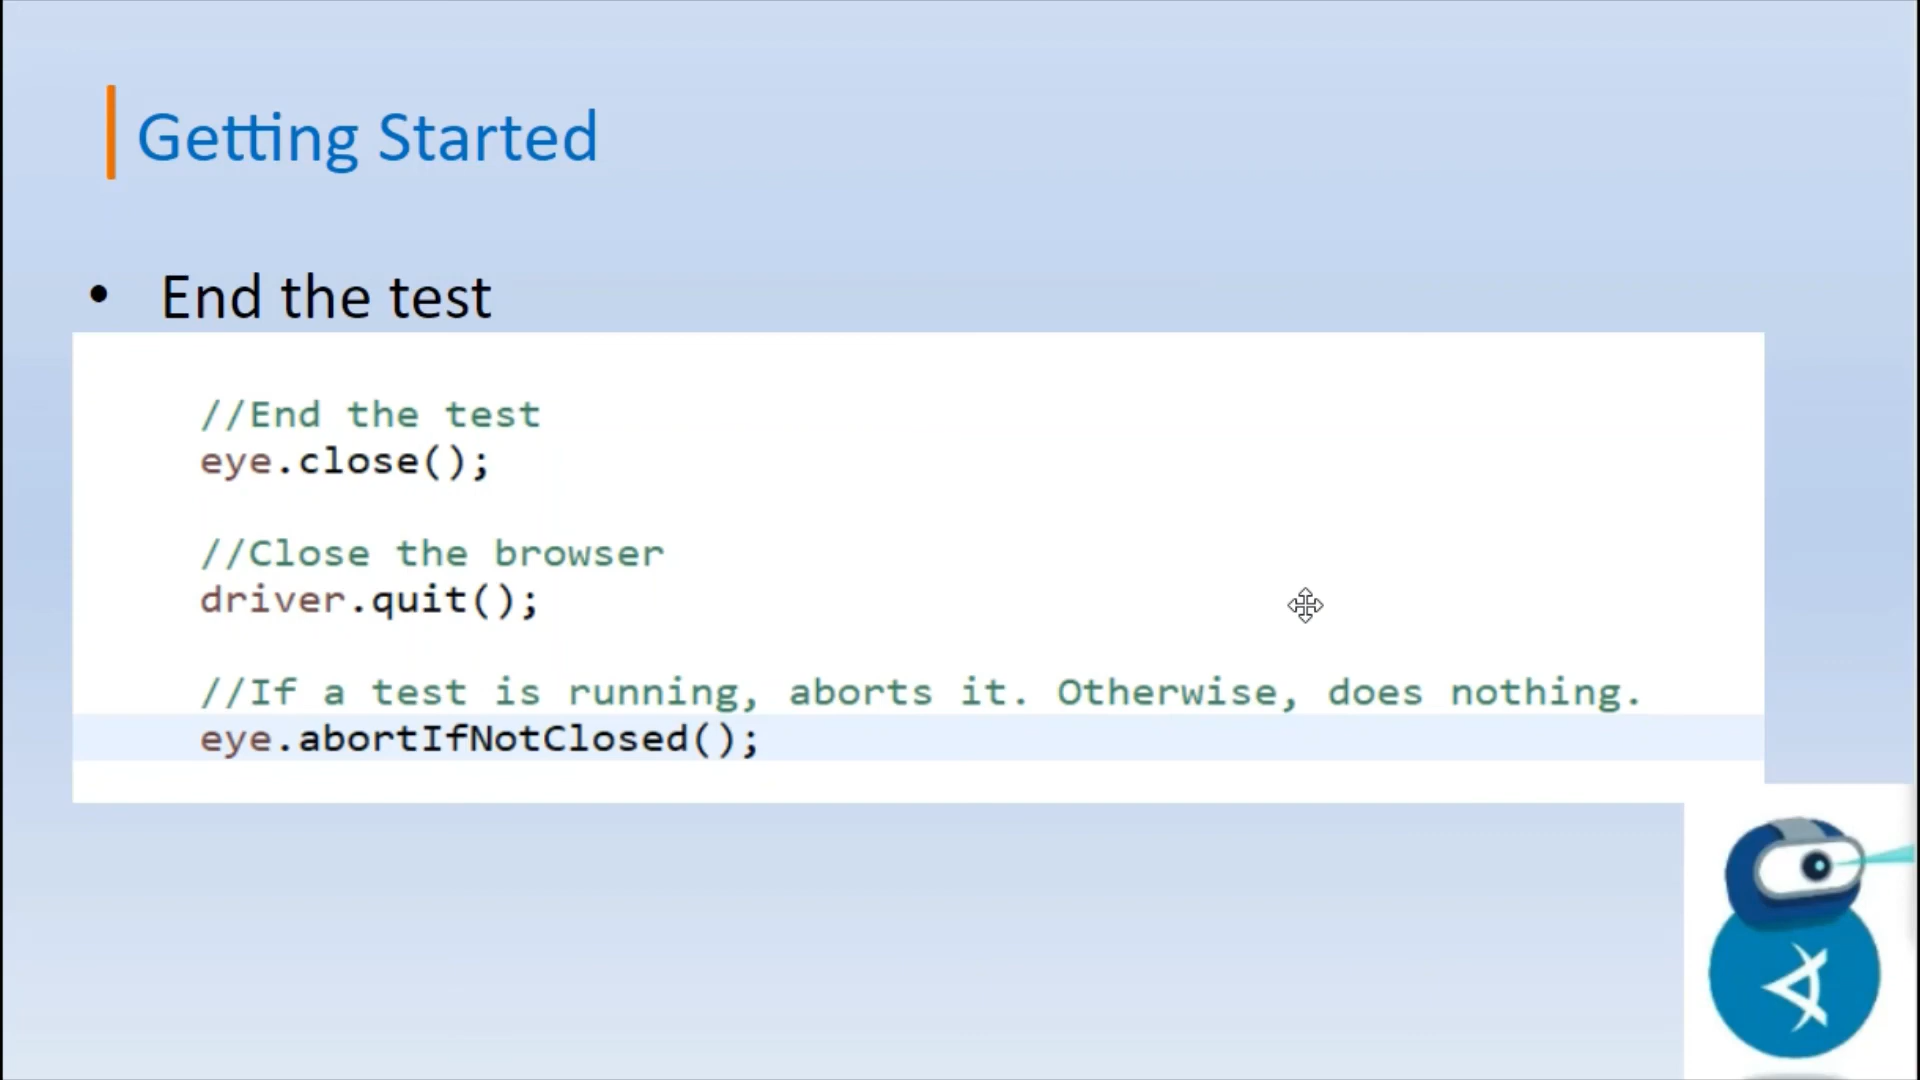 Getting Started
• End the test
//End the test
eye.close();
//Close the browser
driver.quit();
//If a test is running, aborts it. Otherwise, does nothing.
eye.abortIfNotClosed();